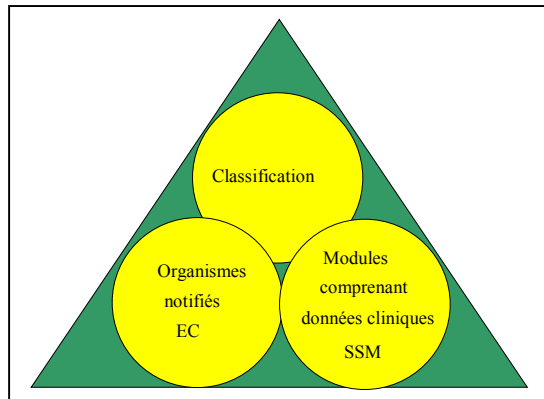 Classification
Organismes
notifiés
EC
Modules
comprenant
données cliniques
SSM